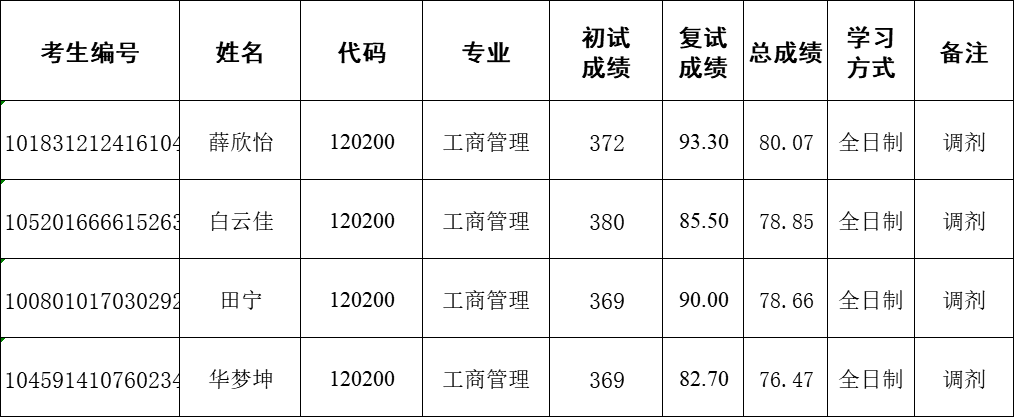 考生编号 姓名 代码 专业 初试成绩 复试成绩 总成绩 学习方式 备注
101831212416104 薛欣怡 120200 工商管理 372 93.30 80.07 全日制 调剂
105201666615263 白云佳 120200 工商管理 380 85.50 78.85 全日制 调剂
100801017030292 田宁 120200 工商管理 369 90.00 78.66 全日制 调剂
104591410760234 华梦坤 120200 工商管理 369 82.70 76.47 全日制 调剂